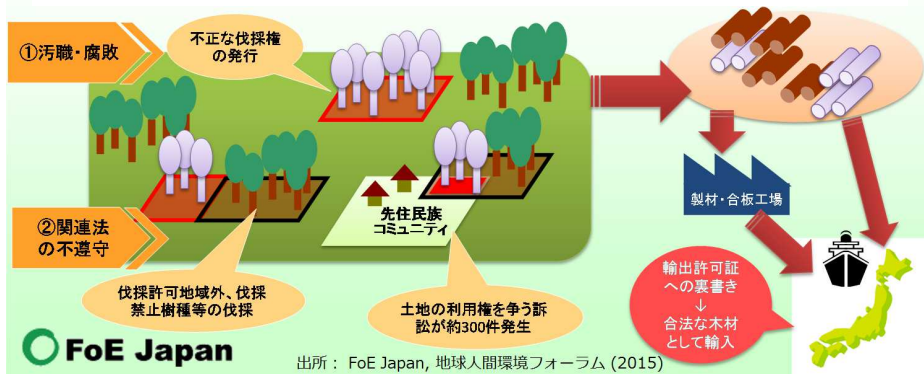 ①汚職・腐敗
不正な伐採権
の発行
②関連法
の不遵守
先住民族
コミュニティ
伐採許可地域外、伐採
禁止樹種等の伐採
土地の利用権を争う訴
訟が約300件発生
製材・合板工場
輸出許可証
への裏書き
↓
合法な木材
として輸入
FoE Japan
出所： FoE Japan, 地球人間環境フォーラム (2015)